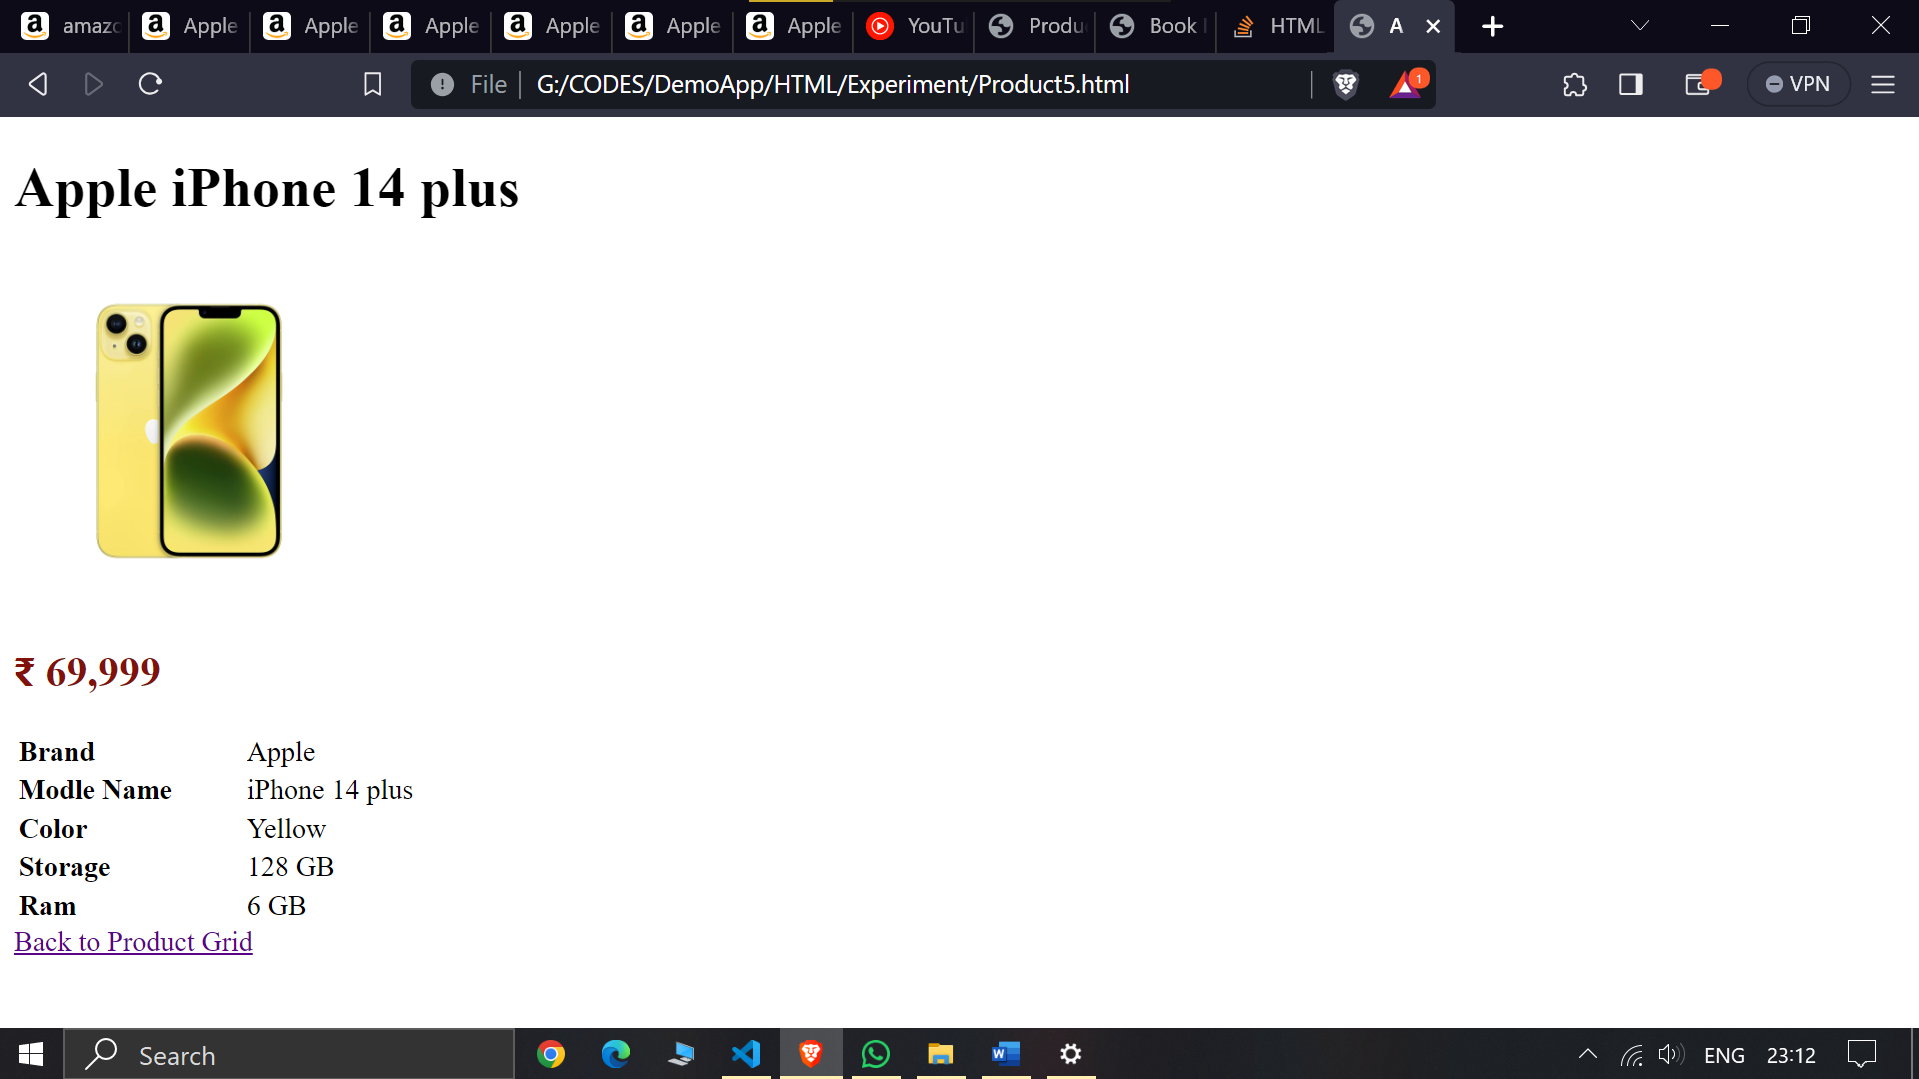 amazo Apple Apple Apple Apple Apple Apple YouTu Produ Book HTML A
File G:/CODES/DemoApp/HTML/Experiment/Product5.html 1 VPN
Apple iPhone 14 plus
₹ 69,999
Brand Apple
Modle Name iPhone 14 plus
Color Yellow
Storage 128 GB
Ram 6 GB
Back to Product Grid
Search ENG 23:12